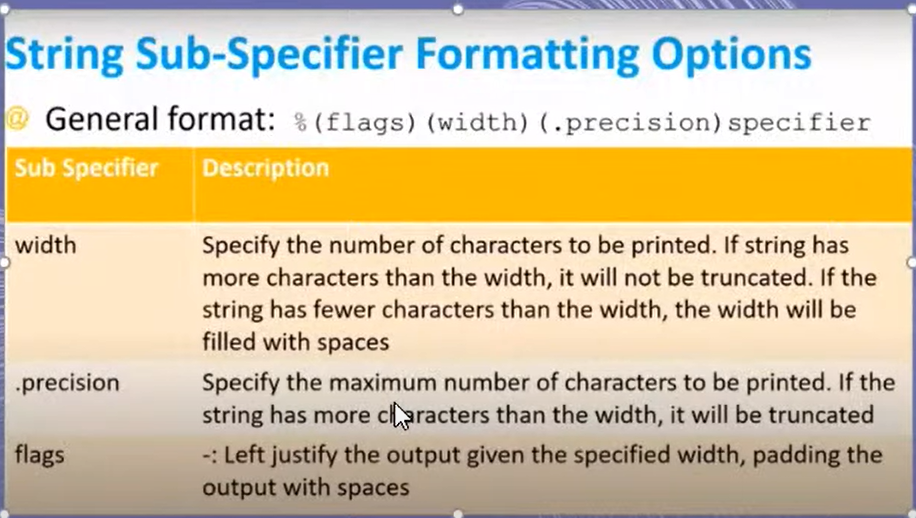 String Sub-Specifier Formatting Options
@ General format: %(flags)(width)(.precision)specifier
Sub Specifier Description
width Specify the number of characters to be printed. If string has
more characters than the width, it will not be truncated. If the
string has fewer characters than the width, the width will be
filled with spaces
.precision Specify the maximum number of characters to be printed. If the
string has more characters than the width, it will be truncated
flags -: Left justify the output given the specified width, padding the
output with spaces